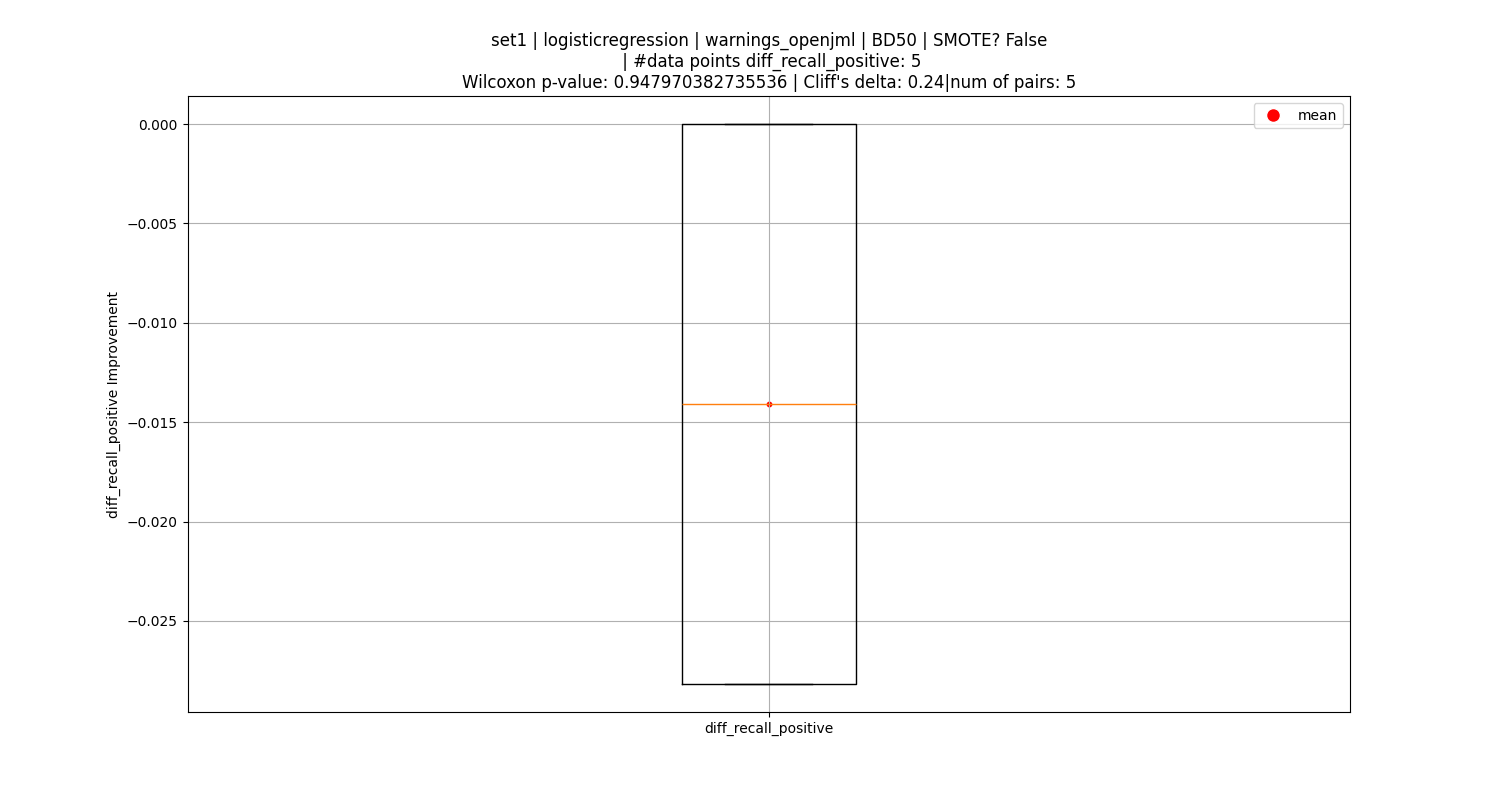 set1 | logisticregression | warnings_openjml | BD50 | SMOTE? False
| #data points diff_recall_positive: 5
Wilcoxon p-value: 0.947970382735536 | Cliff's delta: 0.24|num of pairs: 5
mean
0.000
−0.005
−0.010
−0.015
−0.020
−0.025
diff_recall_positive Improvement
diff_recall_positive